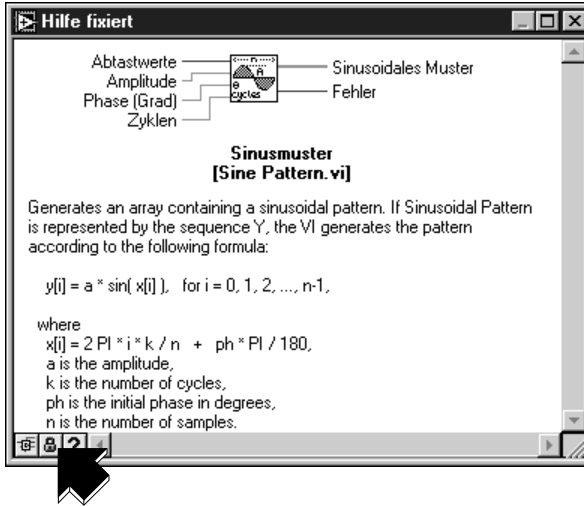 Hilfe fixiert
Abtastwerte
Amplitude
Phase (Grad)
Zyklen
n
A
θ
cycles
Sinusoidales Muster
Fehler
Sinusmuster
[Sine Pattern.vi]
Generates an array containing a sinusoidal pattern. If Sinusoidal Pattern
is represented by the sequence Y, the VI generates the pattern
according to the following formula:
y[i] = a * sin( x[i] ), for i = 0, 1, 2, ..., n-1,
where
x[i] = 2 PI * i * k / n + ph * PI / 180,
a is the amplitude,
k is the number of cycles,
ph is the initial phase in degrees,
n is the number of samples.
?